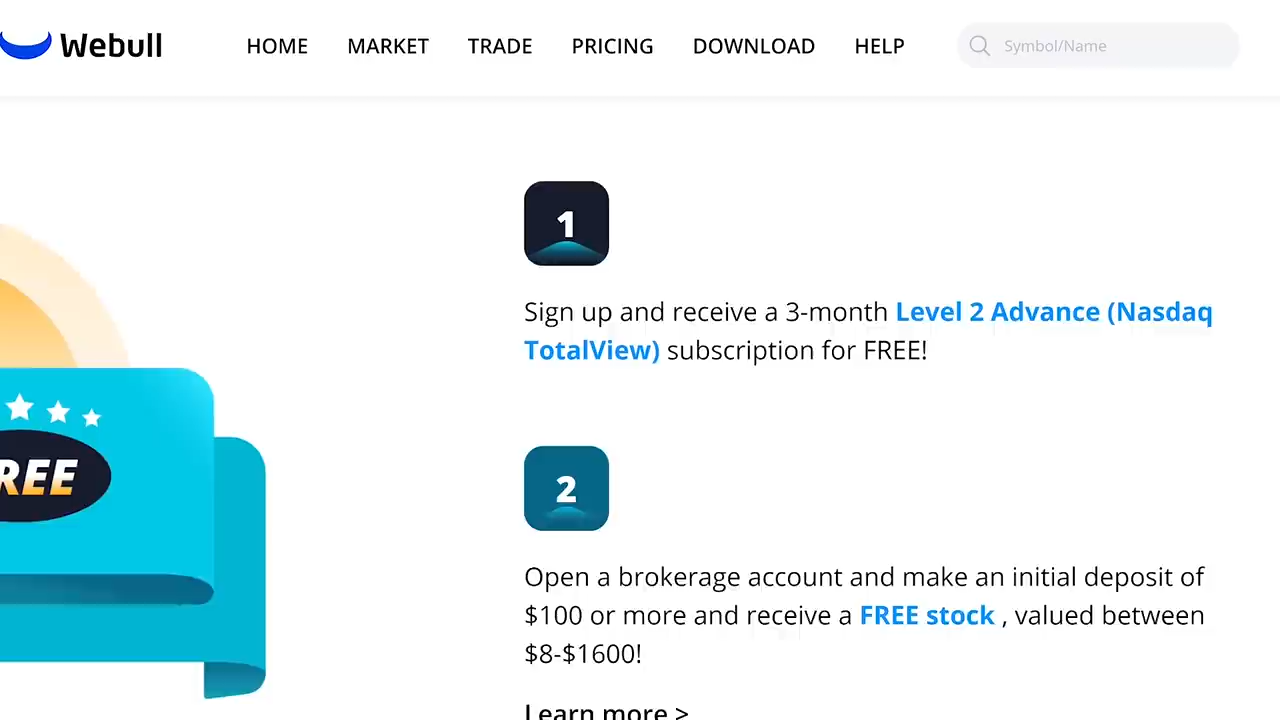 Webull
HOME MARKET TRADE PRICING DOWNLOAD HELP Symbol/Name
1
Sign up and receive a 3-month Level 2 Advance (Nasdaq
TotalView) subscription for FREE!
REE
2
Open a brokerage account and make an initial deposit of
$100 or more and receive a FREE stock , valued between
$8-$1600!
Learn more >